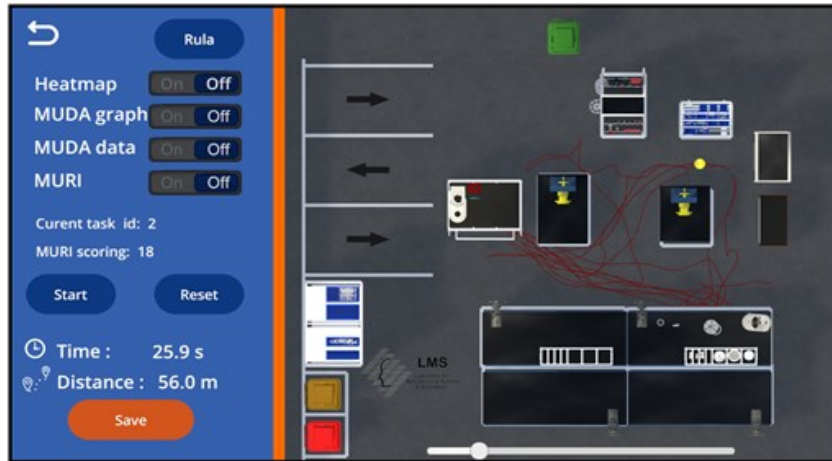 Rula
Heatmap On Off
MUDA graph On Off
MUDA data On Off
MURI On Off
Curent task id: 2
MURI scoring: 18
Start Reset
Time : 25.9 s
Distance : 56.0 m
Save
LMS